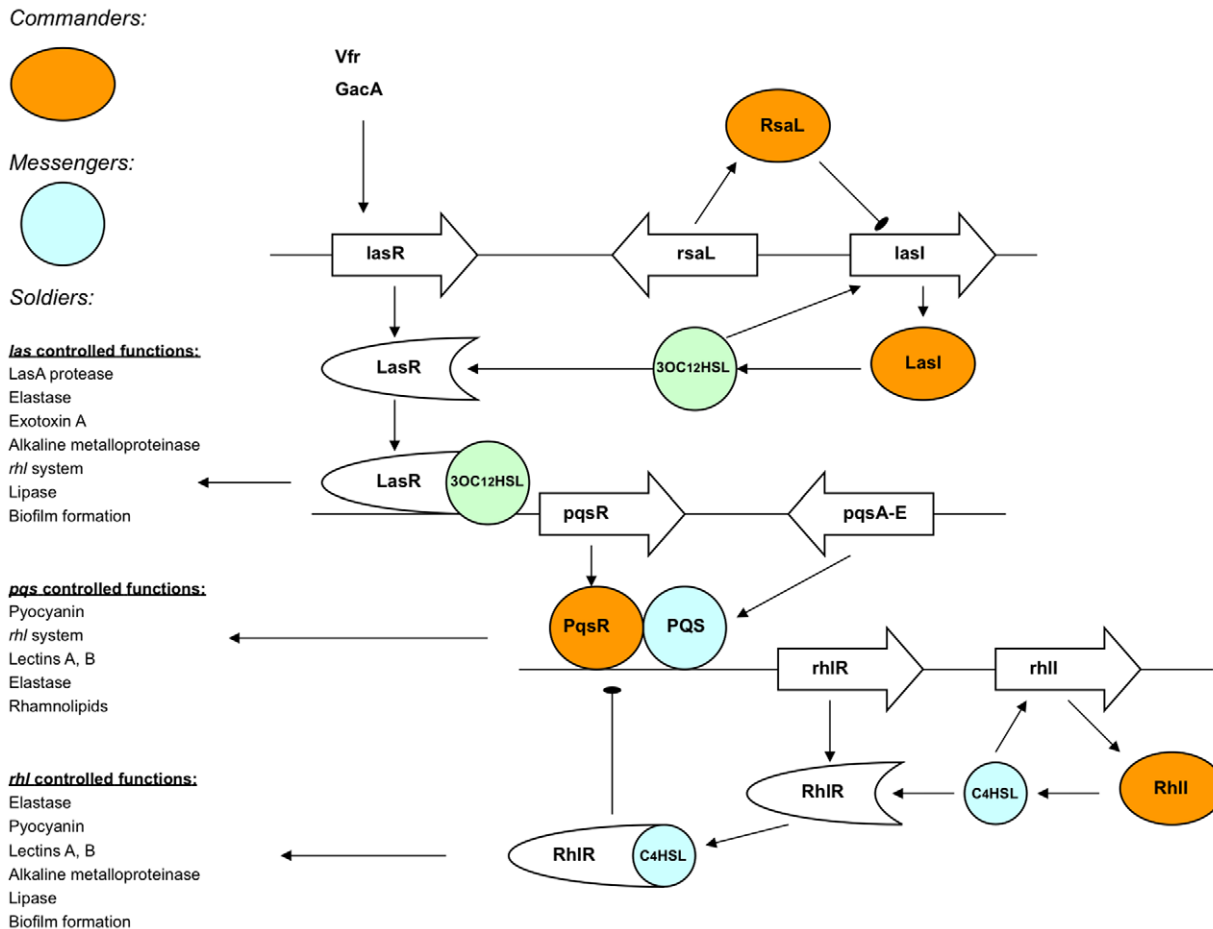 Commanders:
Vfr
GacA
RsaL
Messengers:
lasR
rsaL
lasI
Soldiers:
las controlled functions:
LasA protease
Elastase
Exotoxin A
Alkaline metalloproteinase
rhl system
Lipase
Biofilm formation
LasR
3OC12HSL
LasI
LasR
3OC12HSL
pqsR
pqsA-E
pqs controlled functions:
Pyocyanin
rhl system
Lectins A, B
Elastase
Rhamnolipids
PqsR
PQS
rhlR
rhlI
rhl controlled functions:
Elastase
Pyocyanin
Lectins A, B
Alkaline metalloproteinase
Lipase
Biofilm formation
RhlR
C4HSL
RhlI
RhlR
C4HSL